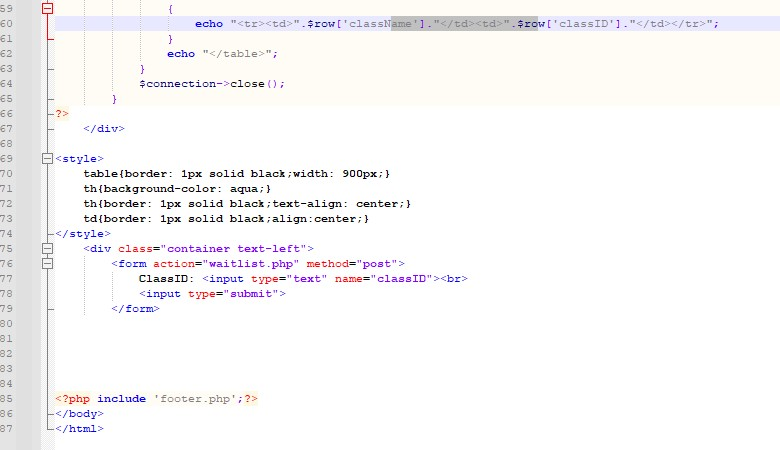 59 {
60 echo "<tr><td>".$row['className']."</td><td>".$row['classID']."</td></tr>";
61 }
62 echo "</table>";
63 }
64 $connection->close();
65 }
66 ?>
67 </div>
68
69 <style>
70 table{border: 1px solid black;width: 900px;}
71 th{background-color: aqua;}
72 th{border: 1px solid black;text-align: center;}
73 td{border: 1px solid black;align:center;}
74 </style>
75 <div class="container text-left">
76 <form action="waitlist.php" method="post">
77 ClassID: <input type="text" name="classID"><br>
78 <input type="submit">
79 </form>
80
81
82
83
84
85 <?php include 'footer.php';?>
86 </body>
87 </html>